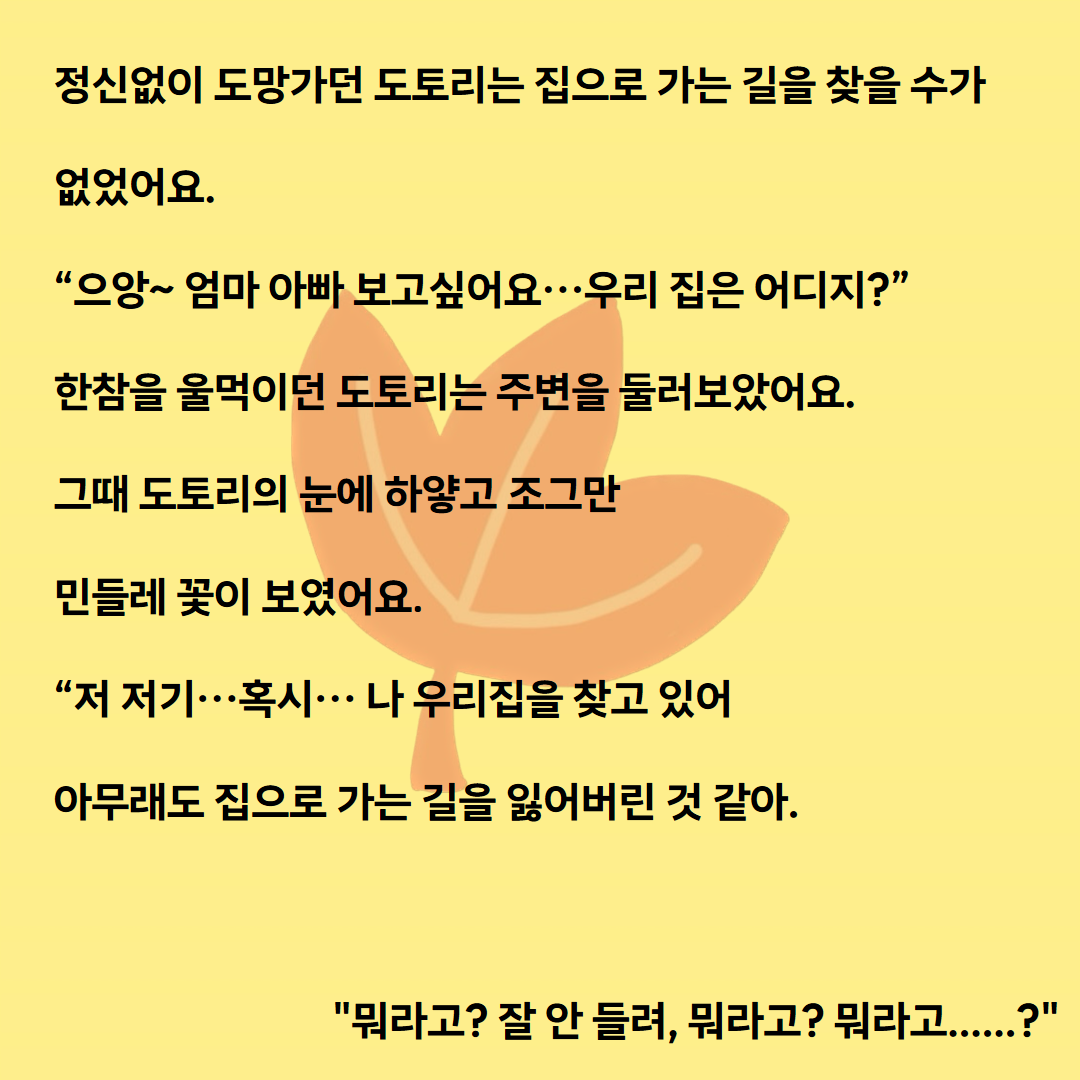 정신없이 도망가던 도토리는 집으로 가는 길을 찾을 수가
없었어요.
“으앙~ 엄마 아빠 보고싶어요…우리 집은 어디지?”
한참을 울먹이던 도토리는 주변을 둘러보았어요.
그때 도토리의 눈에 하얗고 조그만
민들레 꽃이 보였어요.
“저 저기…혹시… 나 우리집을 찾고 있어
아무래도 집으로 가는 길을 잃어버린 것 같아.
"뭐라고? 잘 안 들려, 뭐라고? 뭐라고......?"